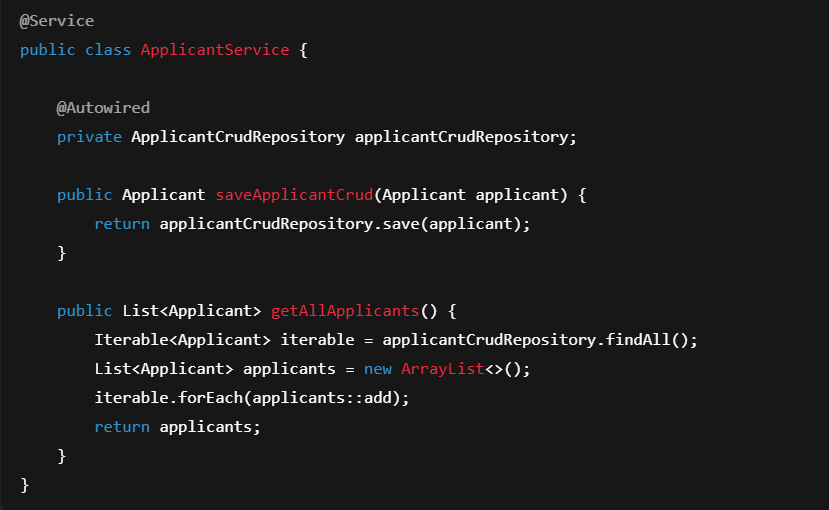 @Service
public class ApplicantService {
@Autowired
private ApplicantCrudRepository applicantCrudRepository;
public Applicant saveApplicantCrud(Applicant applicant) {
return applicantCrudRepository.save(applicant);
}
public List<Applicant> getAllApplicants() {
Iterable<Applicant> iterable = applicantCrudRepository.findAll();
List<Applicant> applicants = new ArrayList<>();
iterable.forEach(applicants::add);
return applicants;
}
}